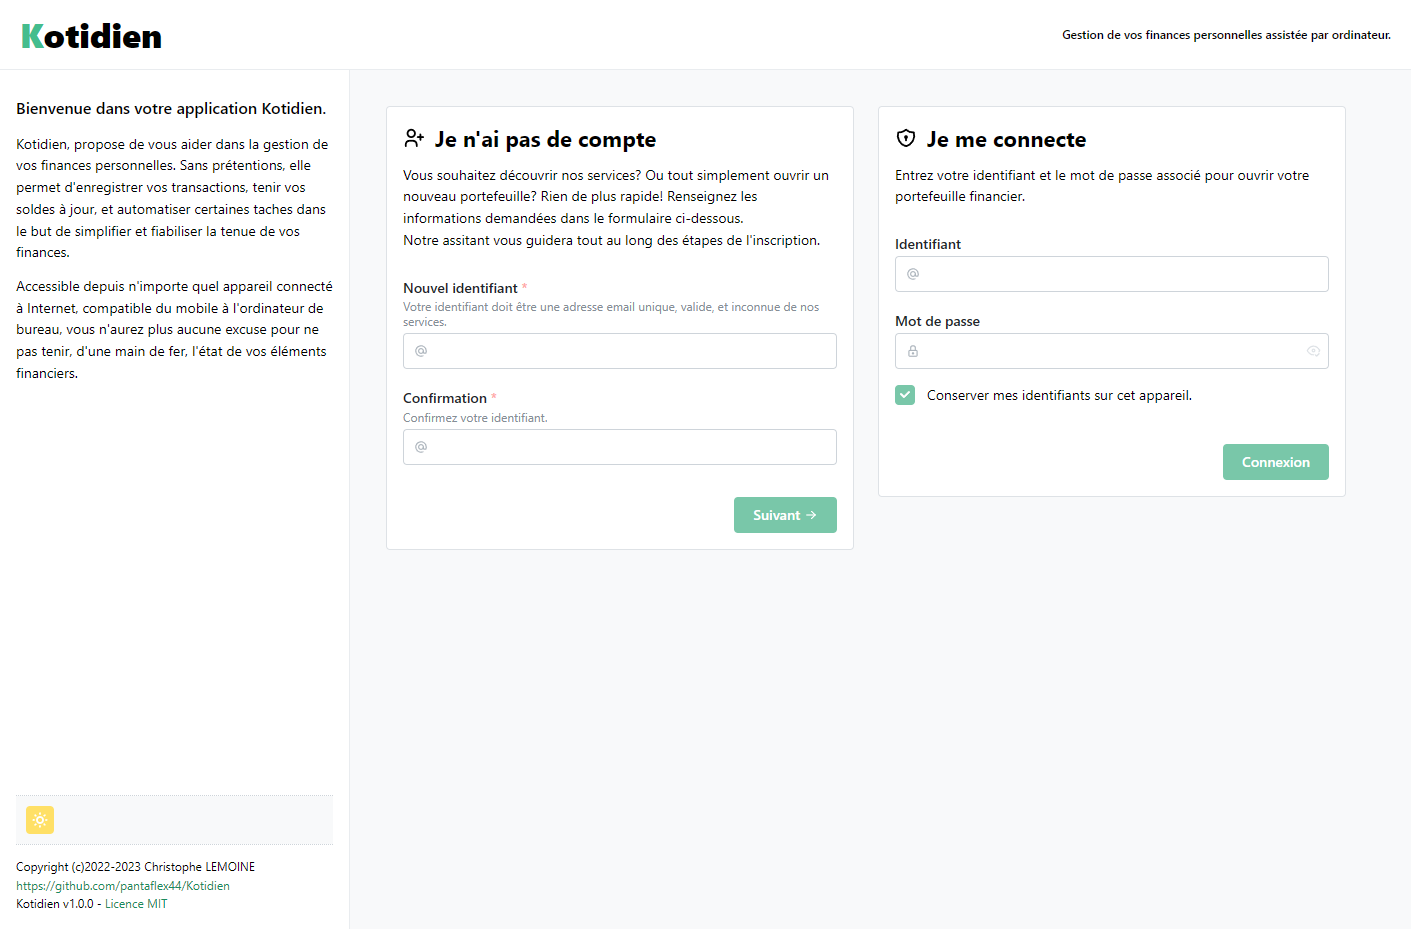 Kotidien
Gestion de vos finances personnelles assistée par ordinateur.
Bienvenue dans votre application Kotidien.
Kotidien, propose de vous aider dans la gestion de
vos finances personnelles. Sans prétentions, elle
permet d'enregistrer vos transactions, tenir vos
soldes à jour, et automatiser certaines taches dans
le but de simplifier et fiabiliser la tenue de vos
finances.
Accessible depuis n'importe quel appareil connecté
à Internet, compatible du mobile à l'ordinateur de
bureau, vous n'aurez plus aucune excuse pour ne
pas tenir, d'une main de fer, l'état de vos éléments
financiers.
Je n'ai pas de compte
Vous souhaitez découvrir nos services? Ou tout simplement ouvrir un
nouveau portefeuille? Rien de plus rapide! Renseignez les
informations demandées dans le formulaire ci-dessous.
Notre assitant vous guidera tout au long des étapes de l'inscription.
Nouvel identifiant *
Votre identifiant doit être une adresse email unique, valide, et inconnue de nos
services.
@
Confirmation *
Confirmez votre identifiant.
@
Suivant →
Je me connecte
Entrez votre identifiant et le mot de passe associé pour ouvrir votre
portefeuille financier.
Identifiant
@
Mot de passe
Conserver mes identifiants sur cet appareil.
Connexion
Copyright (c)2022-2023 Christophe LEMOINE
https://github.com/pantaflex44/Kotidien
Kotidien v1.0.0 - Licence MIT